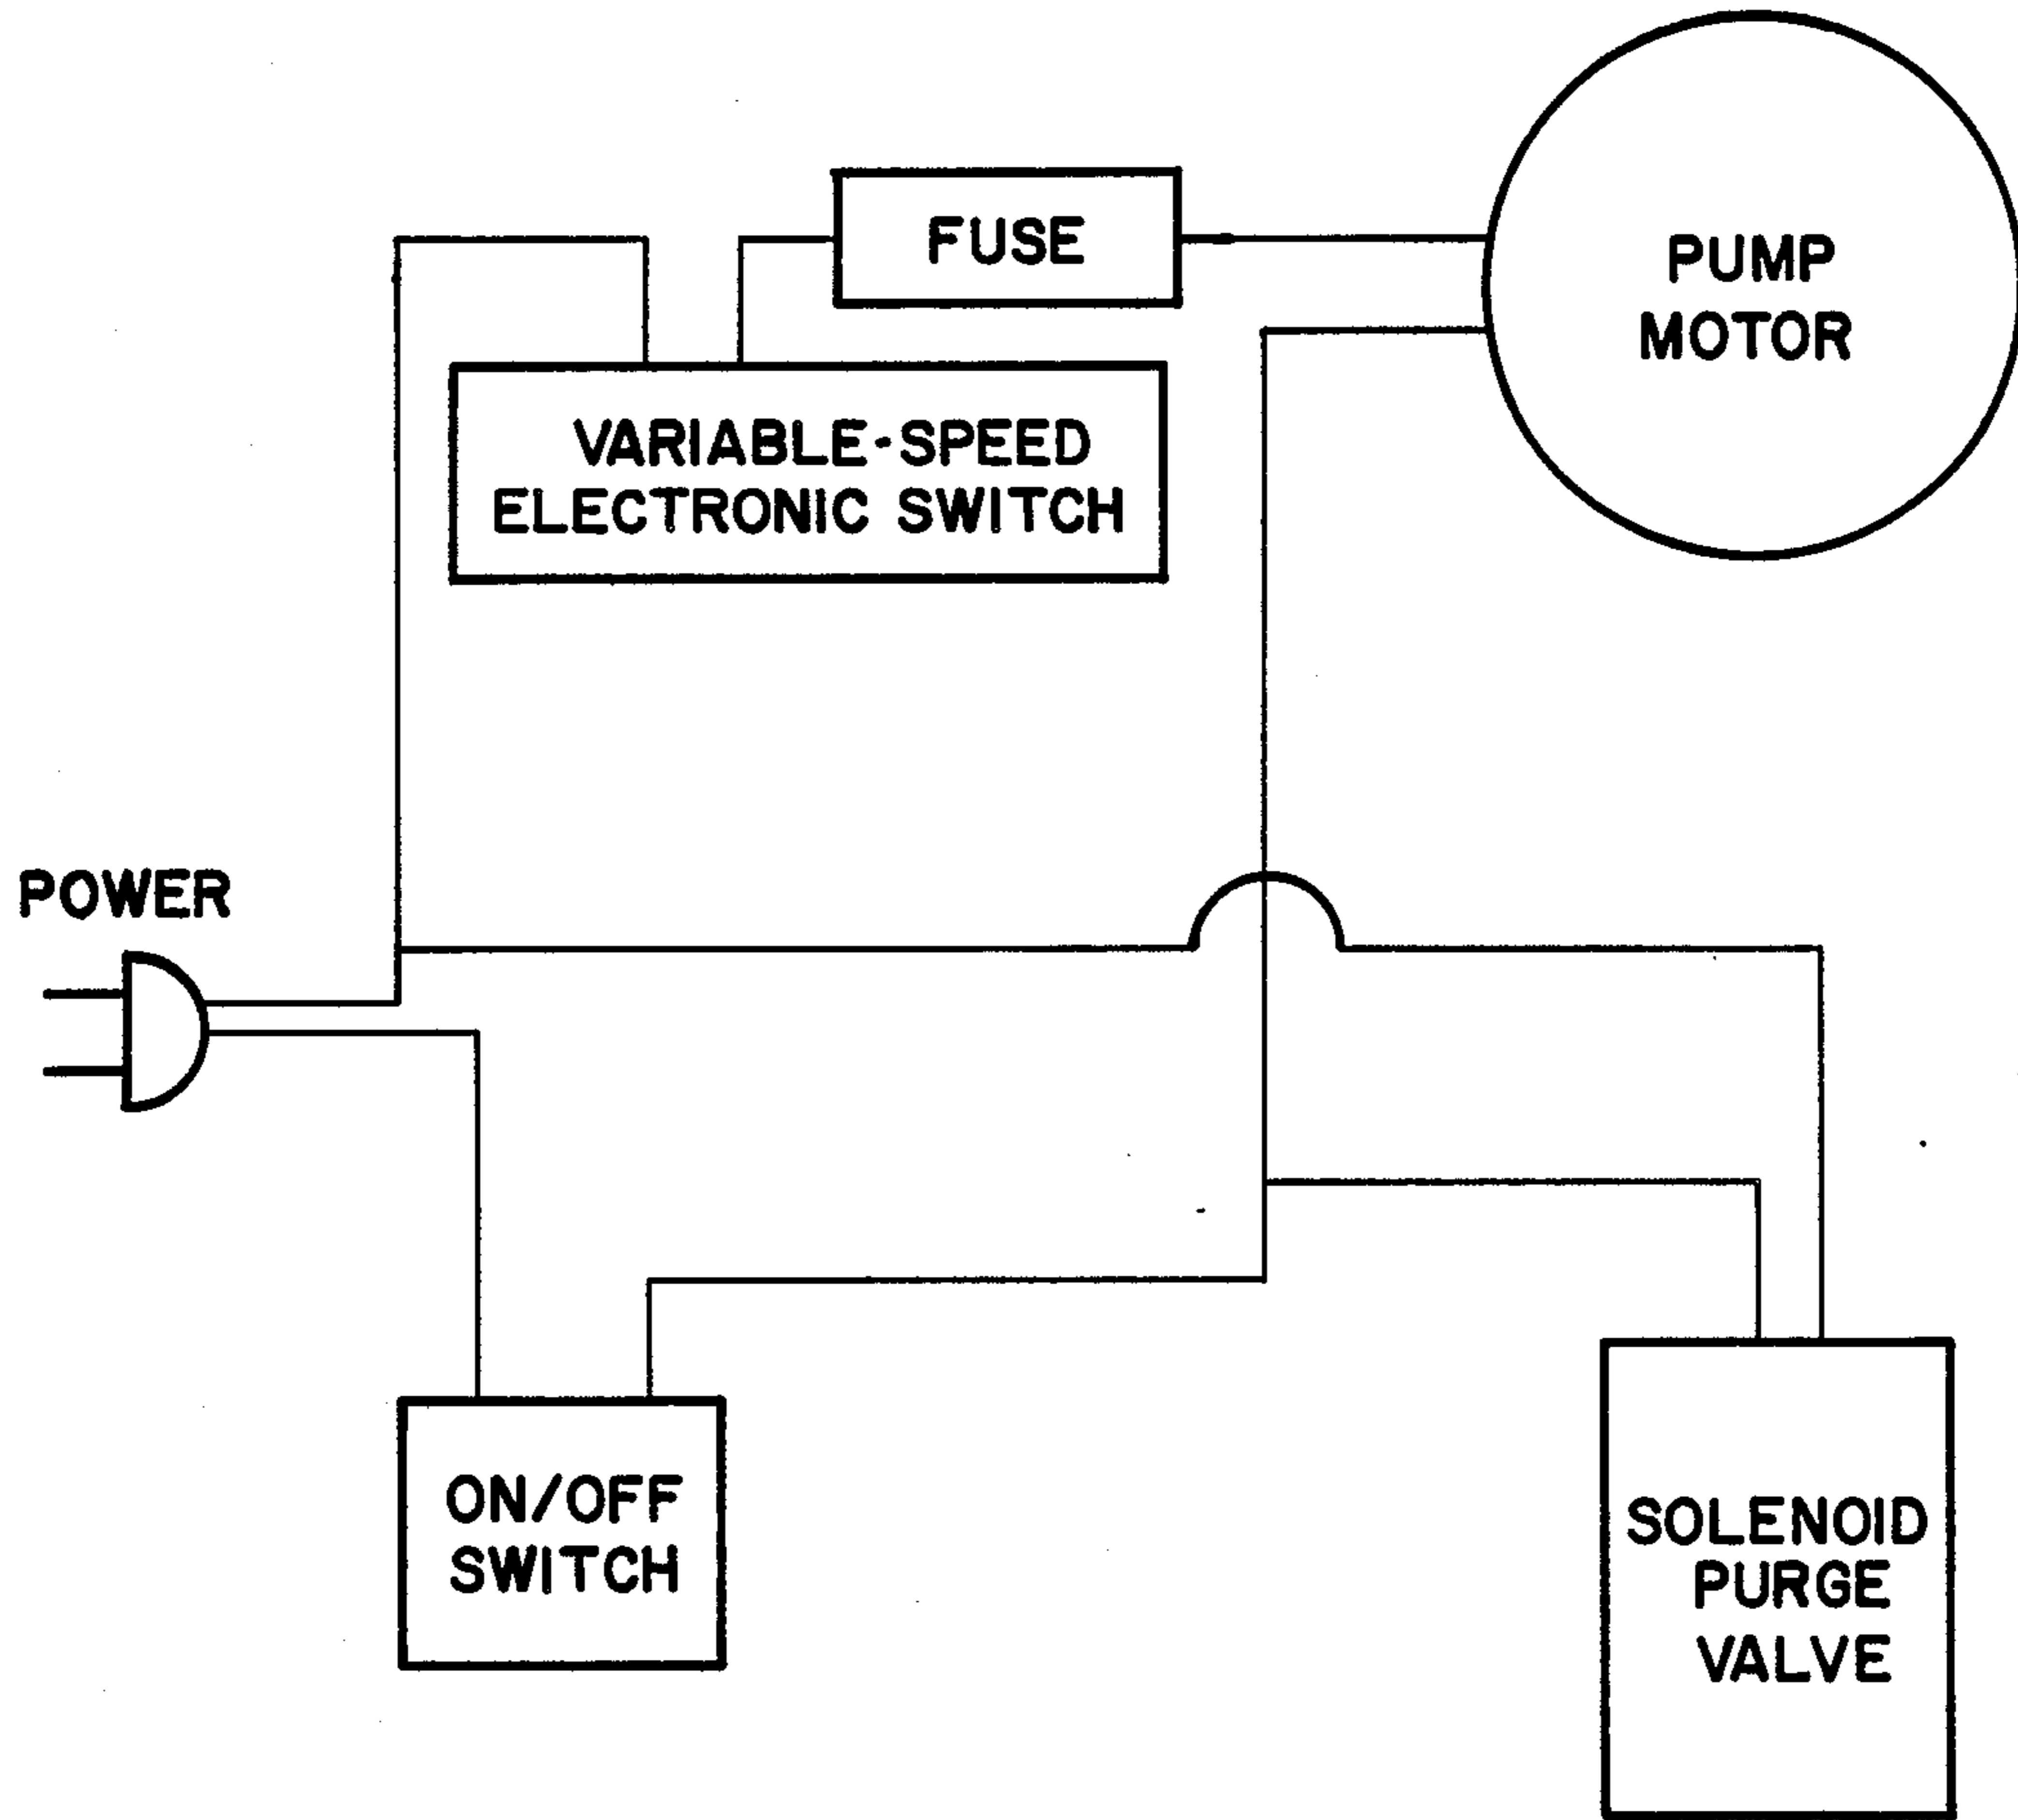 FUSE
PUMP
MOTOR
VARIABLE-SPEED
ELECTRONIC SWITCH
POWER
ON/OFF
SWITCH
SOLENOID
PURGE
VALVE